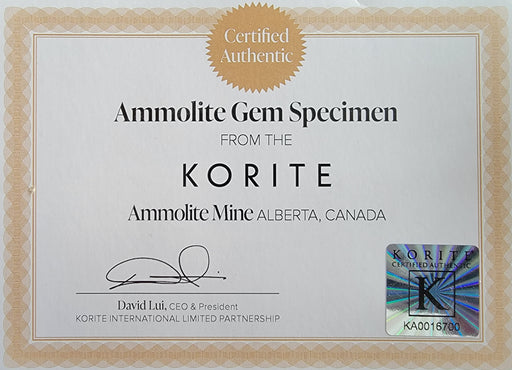 Certified
Authentic
Ammolite Gem Specimen
FROM THE
KORITE
Ammolite Mine ALBERTA, CANADA
David Lui, CEO & President
KORITE INTERNATIONAL LIMITED PARTNERSHIP
KORITE
CERTIFIED AUTHENTIC
K
KA0016700